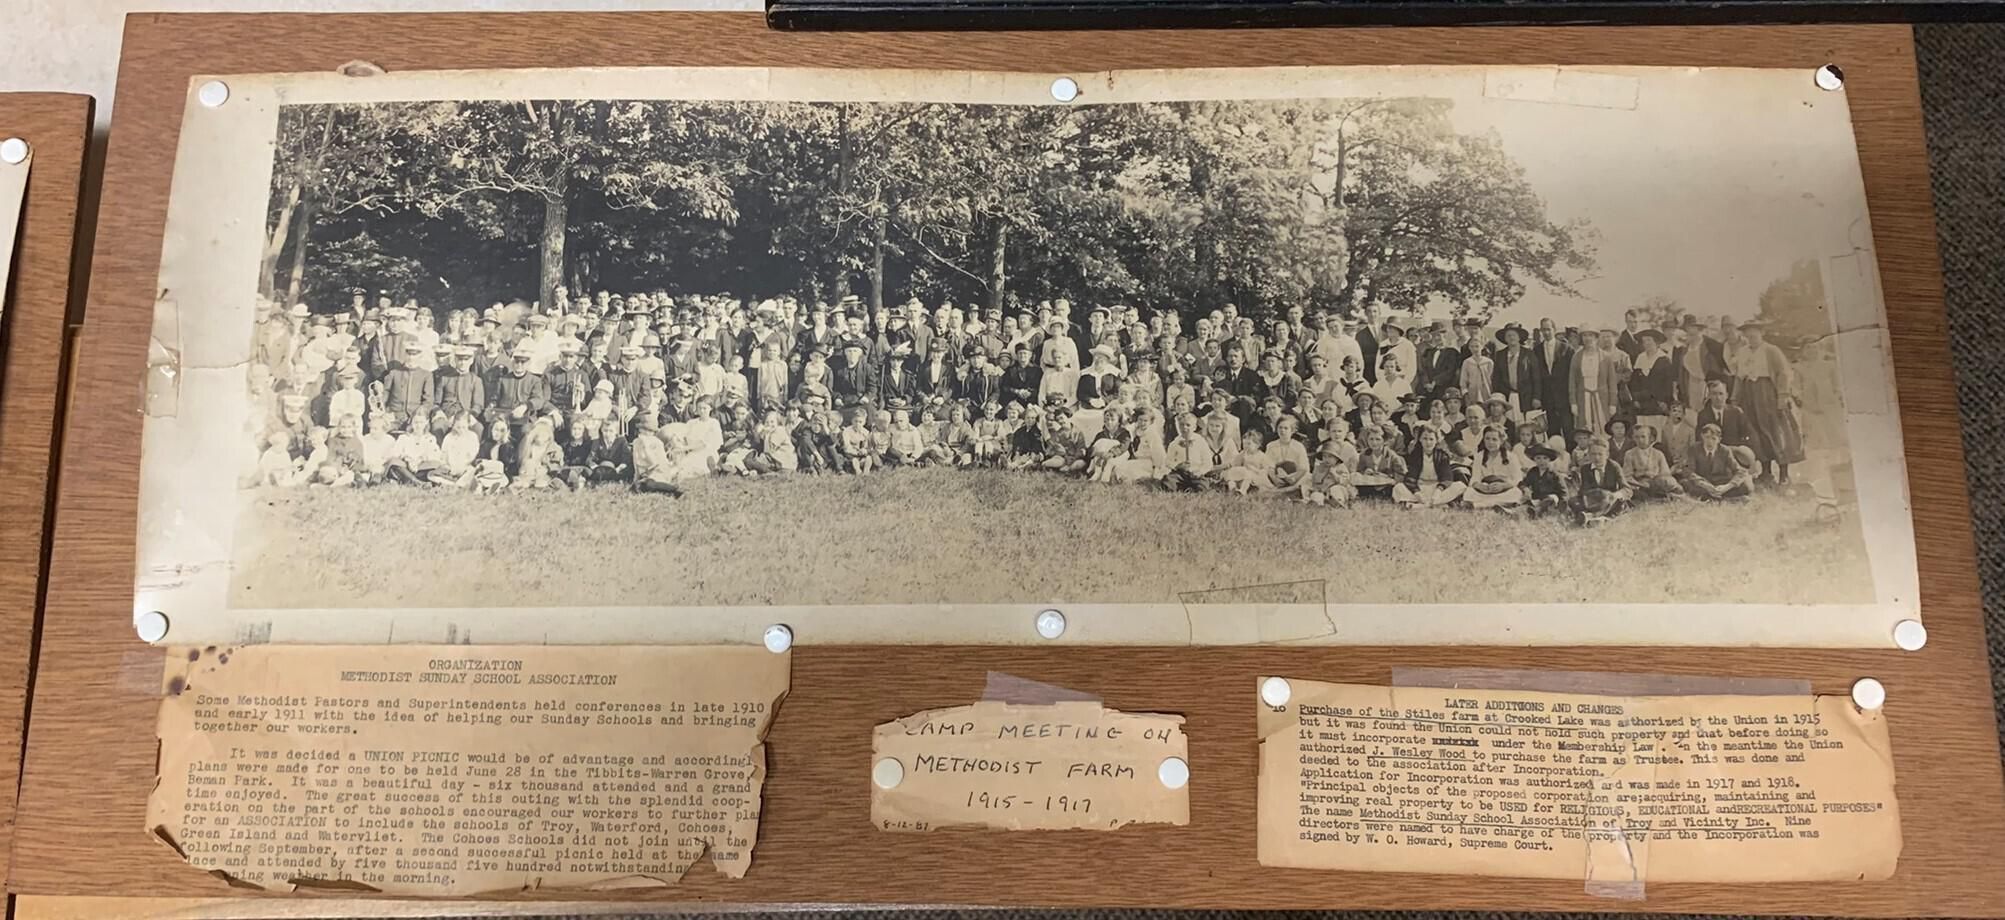 ORGANIZATION
METHODIST SUNDAY SCHOOL ASSOCIATION
Some Methodist Pastors and Superintendents held conferences in late 1910
and early 1911 with the idea of helping our Sunday Schools and bringing
together our workers.
It was decided a UNION PICNIC would be of advantage and accordingl
plans were made for one to be held June 28 in the Tibbits-Warren Grove,
Beman Park. It was a beautiful day - six thousand attended and a grand
time enjoyed. The great success of this outing with the splendid coop-
eration on the part of the schools encouraged our workers to further plan
for an ASSOCIATION to include the schools of Troy, Waterford, Cohoes,
Green Island and Watervliet. The Cohoes Schools did not join until the
following September, after a second successful picnic held at the same
lace and attended by five thousand five hundred notwithstanding
ning weather in the morning.
CAMP MEETING ON
METHODIST FARM
1915-1917
8-12-87
LATER ADDITIONS AND CHANGES
Purchase of the Stiles farm at Crooked Lake was authorized by the Union in 1915
but it was found the Union could not hold such property and that before doing so
it must incorporate under the Membership Law . In the meantime the Union
authorized J. Wesley Wood to purchase the farm as Trustee. This was done and
deeded to the association after Incorporation.
Application for Incorporation was authorized and was made in 1917 and 1918.
"Principal objects of the proposed corporation are;acquiring, maintaining and
improving real property to be USED for RELIGIOUS, EDUCATIONAL andRECREATIONAL PURPOSES"
The name Methodist Sunday School Association of Troy and Vicinity Inc. Nine
directors were named to have charge of the property and the Incorporation was
signed by W. O. Howard, Supreme Court.